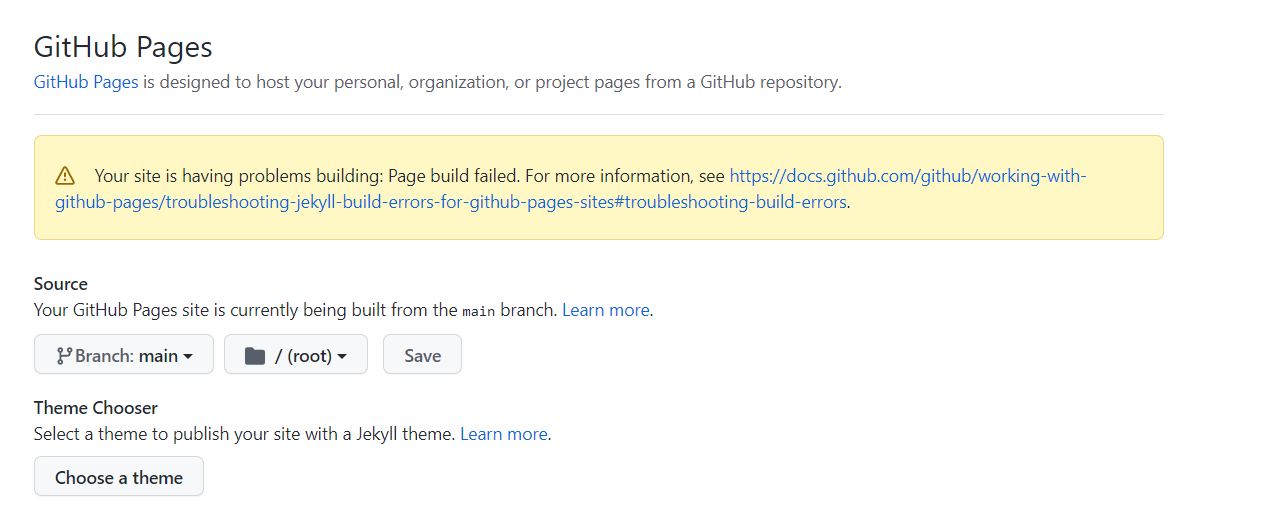 GitHub Pages
GitHub Pages is designed to host your personal, organization, or project pages from a GitHub repository.
Your site is having problems building: Page build failed. For more information, see https://docs.github.com/github/working-with-
github-pages/troubleshooting-jekyll-build-errors-for-github-pages-sites#troubleshooting-build-errors.
Source
Your GitHub Pages site is currently being built from the main branch. Learn more.
Branch: main / (root) Save
Theme Chooser
Select a theme to publish your site with a Jekyll theme. Learn more.
Choose a theme